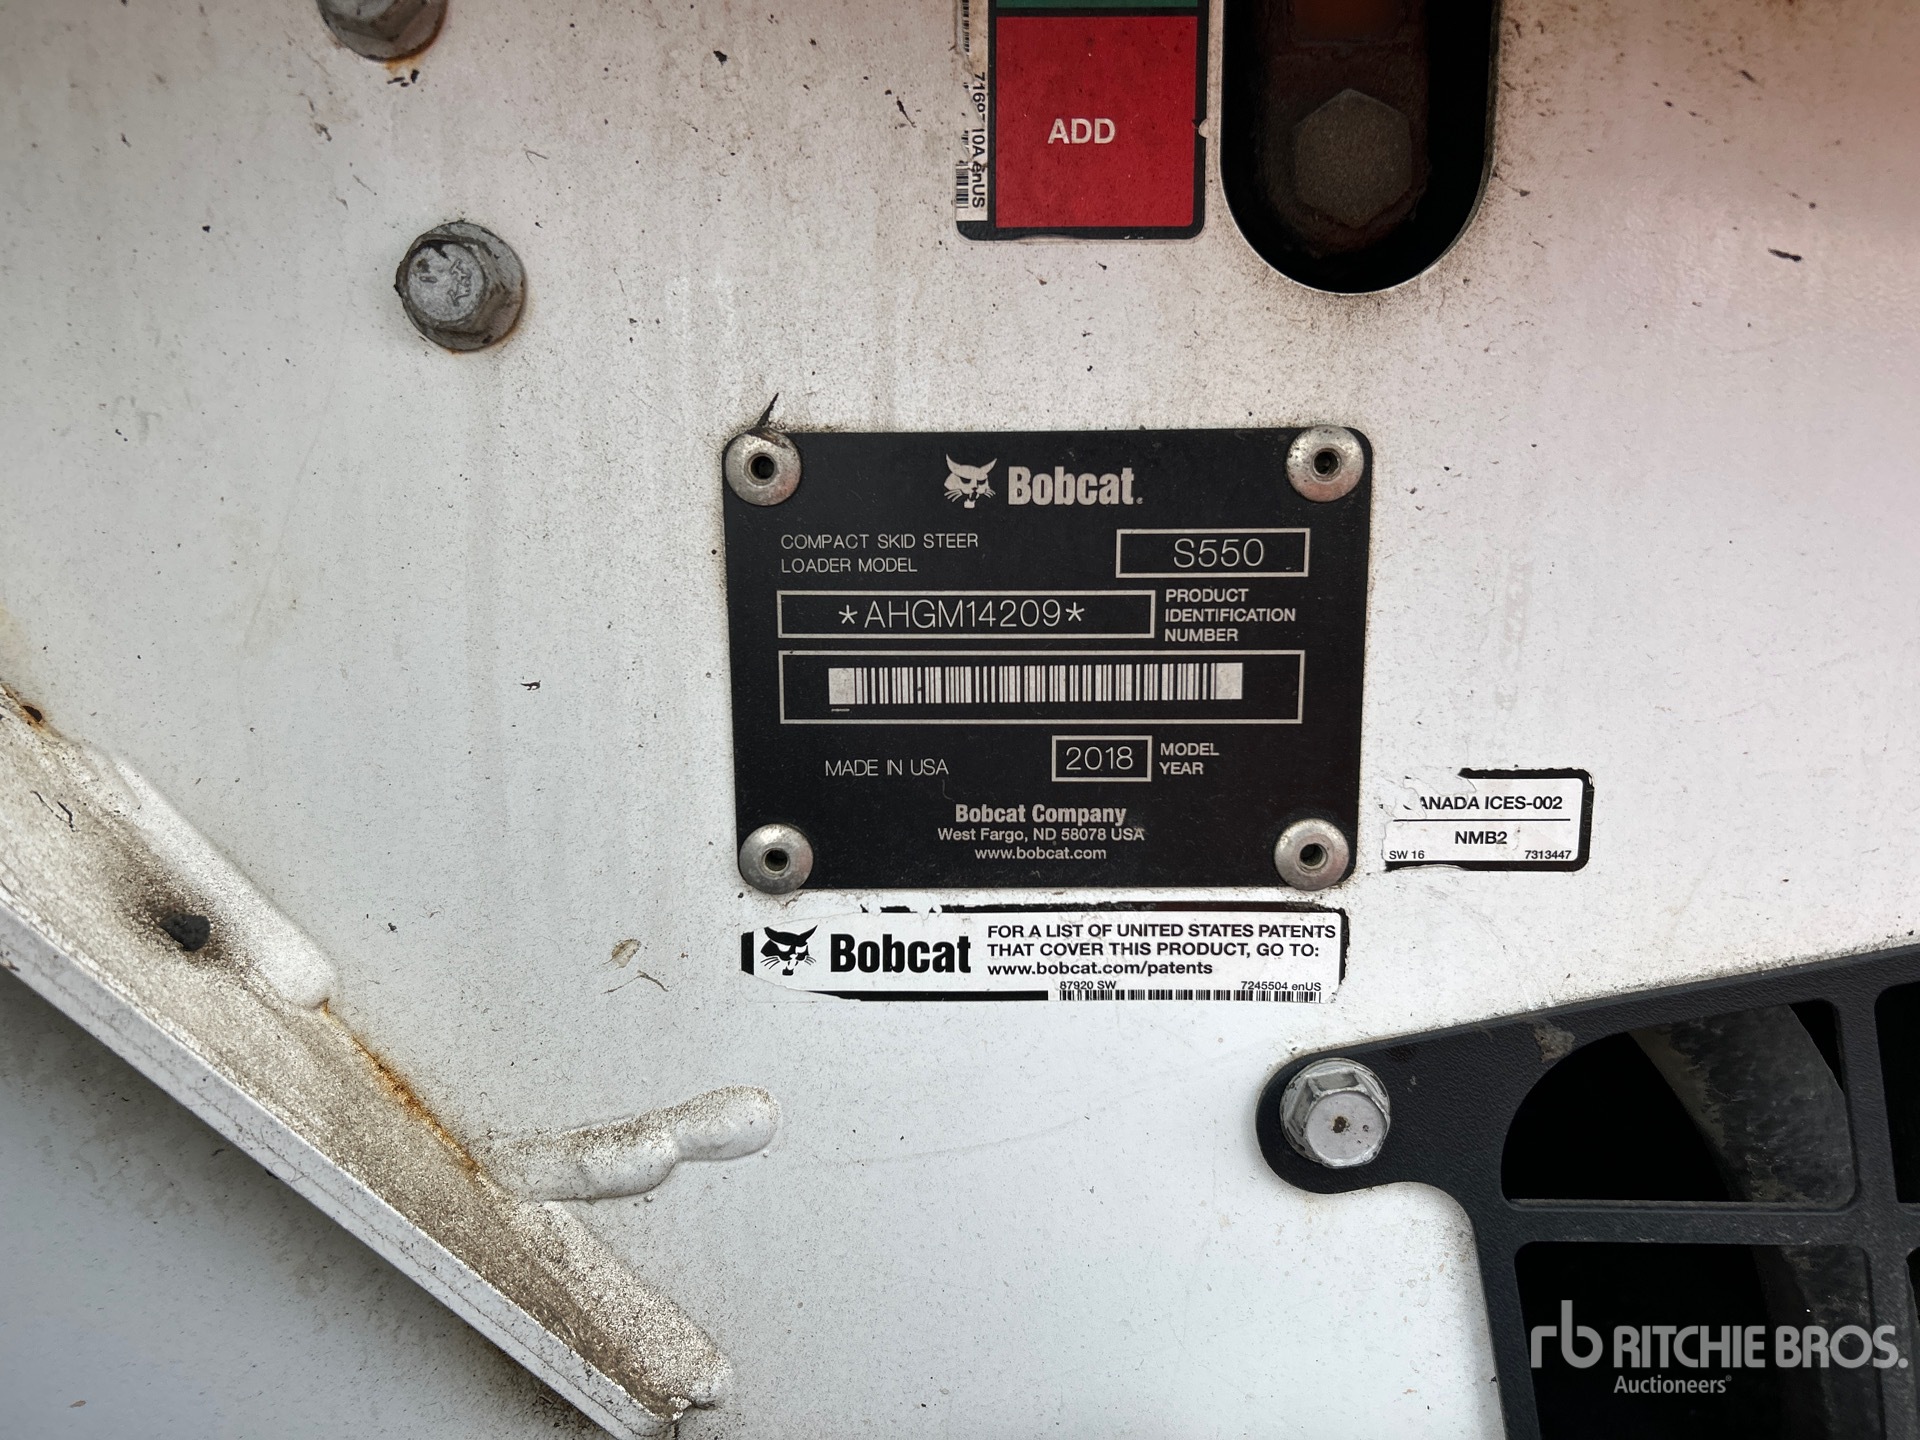 ADD
10A enUS
Bobcat
COMPACT SKID STEER
LOADER MODEL
S550
*AHGM14209*
PRODUCT
IDENTIFICATION
NUMBER
MADE IN USA
2018
MODEL
YEAR
Bobcat Company
West Fargo, ND 58078 USA
www.bobcat.com
ANADA ICES-002
NMB2
SW 16
7313447
Bobcat
FOR A LIST OF UNITED STATES PATENTS
THAT COVER THIS PRODUCT, GO TO:
www.bobcat.com/patents
87920 SW
7245504 enUS
rb RITCHIE BROS.
Auctioneers®